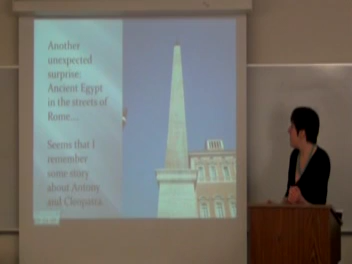 Another
unexpected
surprise:
Ancient Egypt
in the streets of
Rome...
Seems that I
remember
some story
about Antony
and Cleopatra.